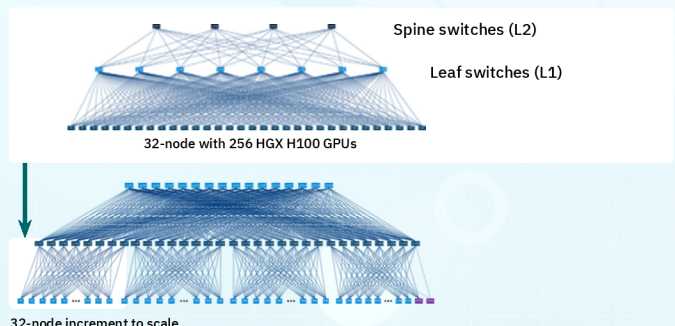 Spine switches (L2)
Leaf switches (L1)
32-node with 256 HGX H100 GPUs
... ... ... ...
32-node increment to scale